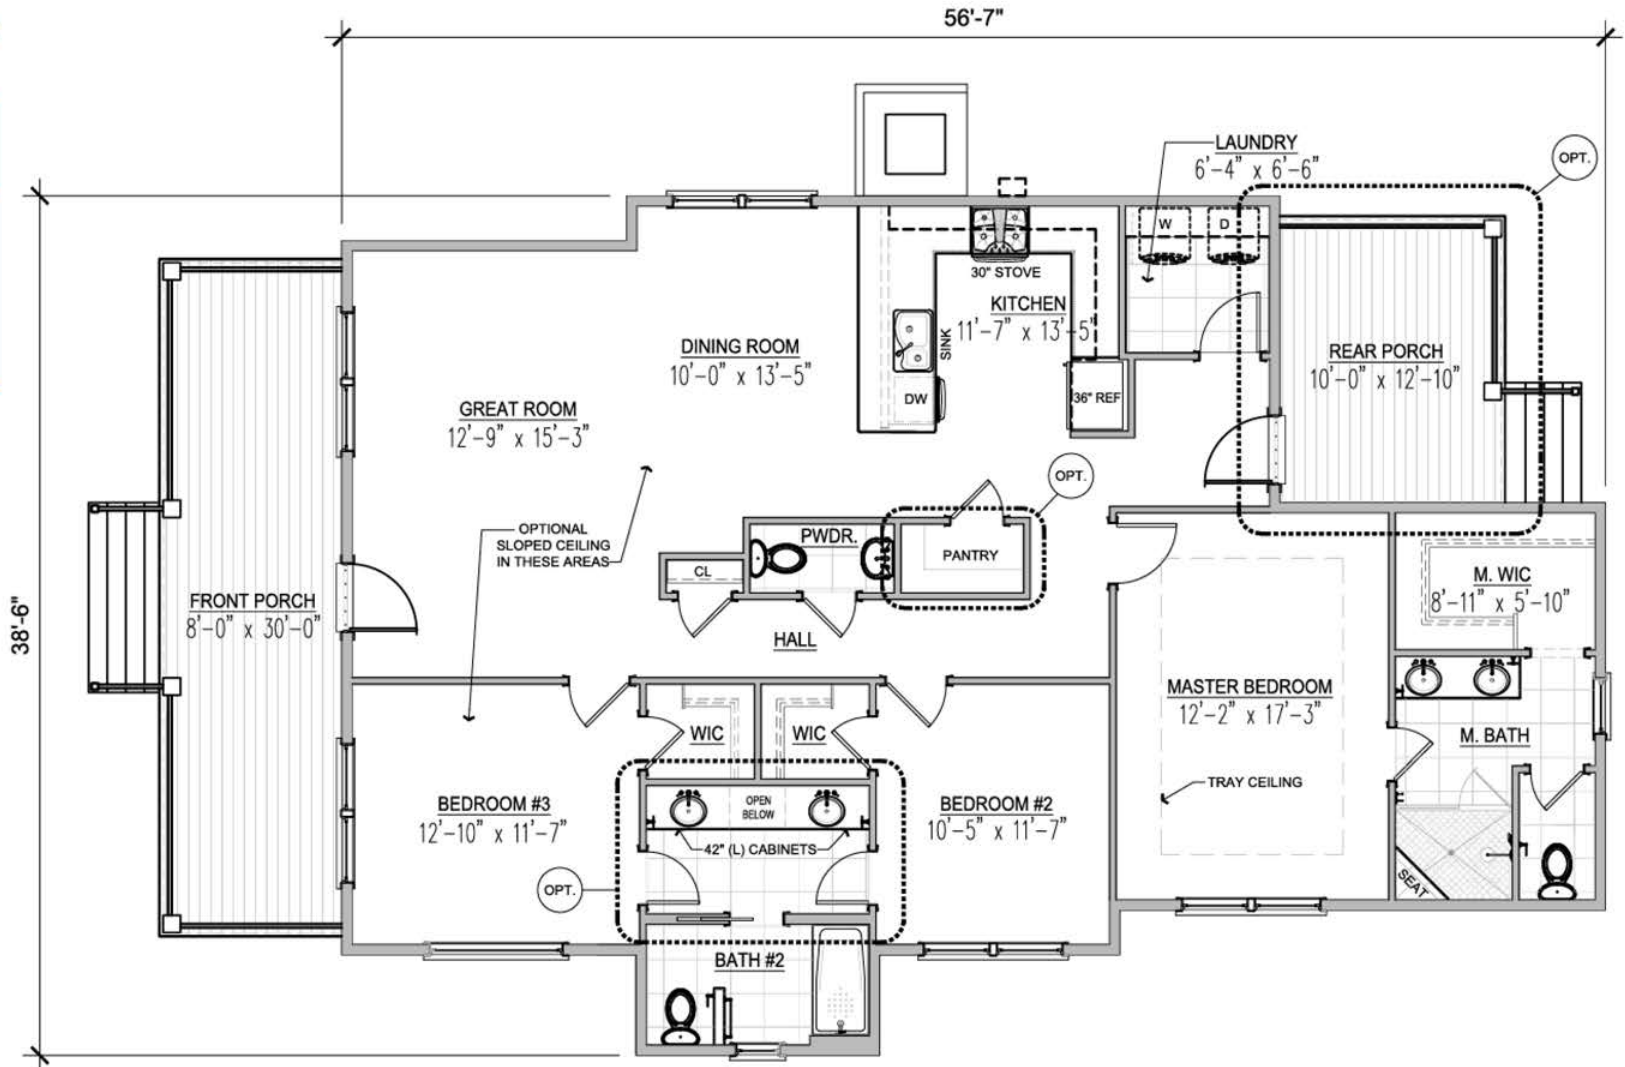 56'-7"
38'-6"
LAUNDRY
6'-4" x 6'-6"
OPT.
W
D
30" STOVE
KITCHEN
11'-7" x 13'-5"
SINK
DW
36" REF
DINING ROOM
10'-0" x 13'-5"
GREAT ROOM
12'-9" x 15'-3"
REAR PORCH
10'-0" x 12'-10"
OPT.
OPTIONAL
SLOPED CEILING
IN THESE AREAS
PWDR.
PANTRY
CL
HALL
FRONT PORCH
8'-0" x 30'-0"
M. WIC
8'-11" x 5'-10"
MASTER BEDROOM
12'-2" x 17'-3"
M. BATH
TRAY CEILING
SEAT
WIC
WIC
BEDROOM #3
12'-10" x 11'-7"
OPEN
BELOW
42" (L) CABINETS
BEDROOM #2
10'-5" x 11'-7"
OPT.
BATH #2